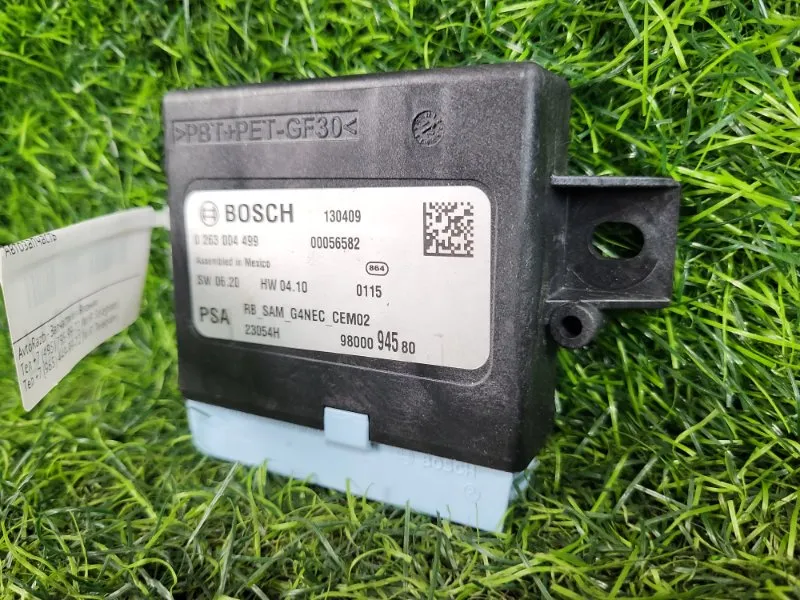 >PBT+PET-GF30<
BOSCH 130409
0 263 004 499 00056582
Assembled in Mexico 864
SW 06.20 HW 04.10 0115
PSA RB_SAM_G4NEC_CEM02
23054H 98000 945 80
BOSCH